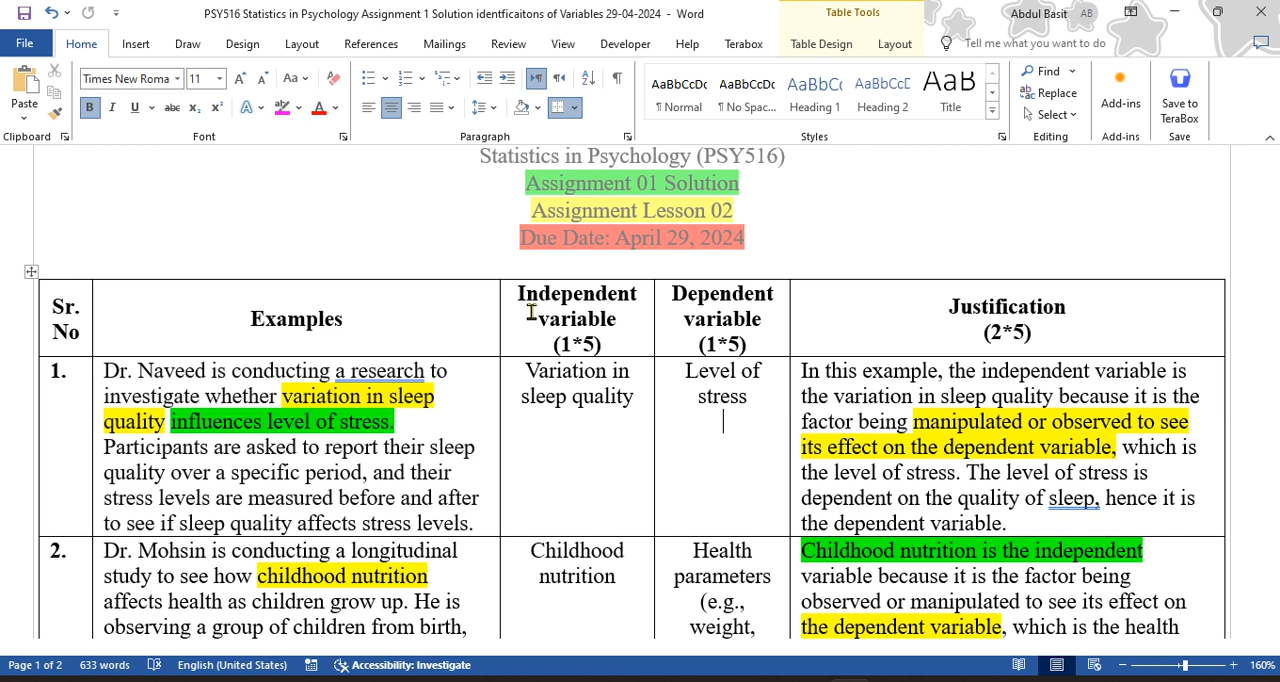 PSY516 Statistics in Psychology Assignment 1 Solution identficaitons of Variables 29-04-2024 - Word
Table Tools
Abdul Basit AB
File Home Insert Draw Design Layout References Mailings Review View Developer Help Terabox Table Design Layout Tell me what you want to do
Paste
Clipboard
Times New Roma 11
Font
Paragraph
AaBbCcDc AaBbCcDc AaBbCc AaBbCcD AaB
¶ Normal ¶ No Spac... Heading 1 Heading 2 Title
Styles
Find
Replace
Select
Editing
Add-ins
Add-ins
Save to
TeraBox
Save
Statistics in Psychology (PSY516)
Assignment 01 Solution
Assignment Lesson 02
Due Date: April 29, 2024
Sr.
No
Examples
Independent
variable
(1*5)
Dependent
variable
(1*5)
Justification
(2*5)
1.
Dr. Naveed is conducting a research to
investigate whether variation in sleep
quality influences level of stress.
Participants are asked to report their sleep
quality over a specific period, and their
stress levels are measured before and after
to see if sleep quality affects stress levels.
Variation in
sleep quality
Level of
stress
In this example, the independent variable is
the variation in sleep quality because it is the
factor being manipulated or observed to see
its effect on the dependent variable, which is
the level of stress. The level of stress is
dependent on the quality of sleep, hence it is
the dependent variable.
2.
Dr. Mohsin is conducting a longitudinal
study to see how childhood nutrition
affects health as children grow up. He is
observing a group of children from birth,
Childhood
nutrition
Health
parameters
(e.g.,
weight,
Childhood nutrition is the independent
variable because it is the factor being
observed or manipulated to see its effect on
the dependent variable, which is the health
Page 1 of 2 633 words English (United States) Accessibility: Investigate 160%